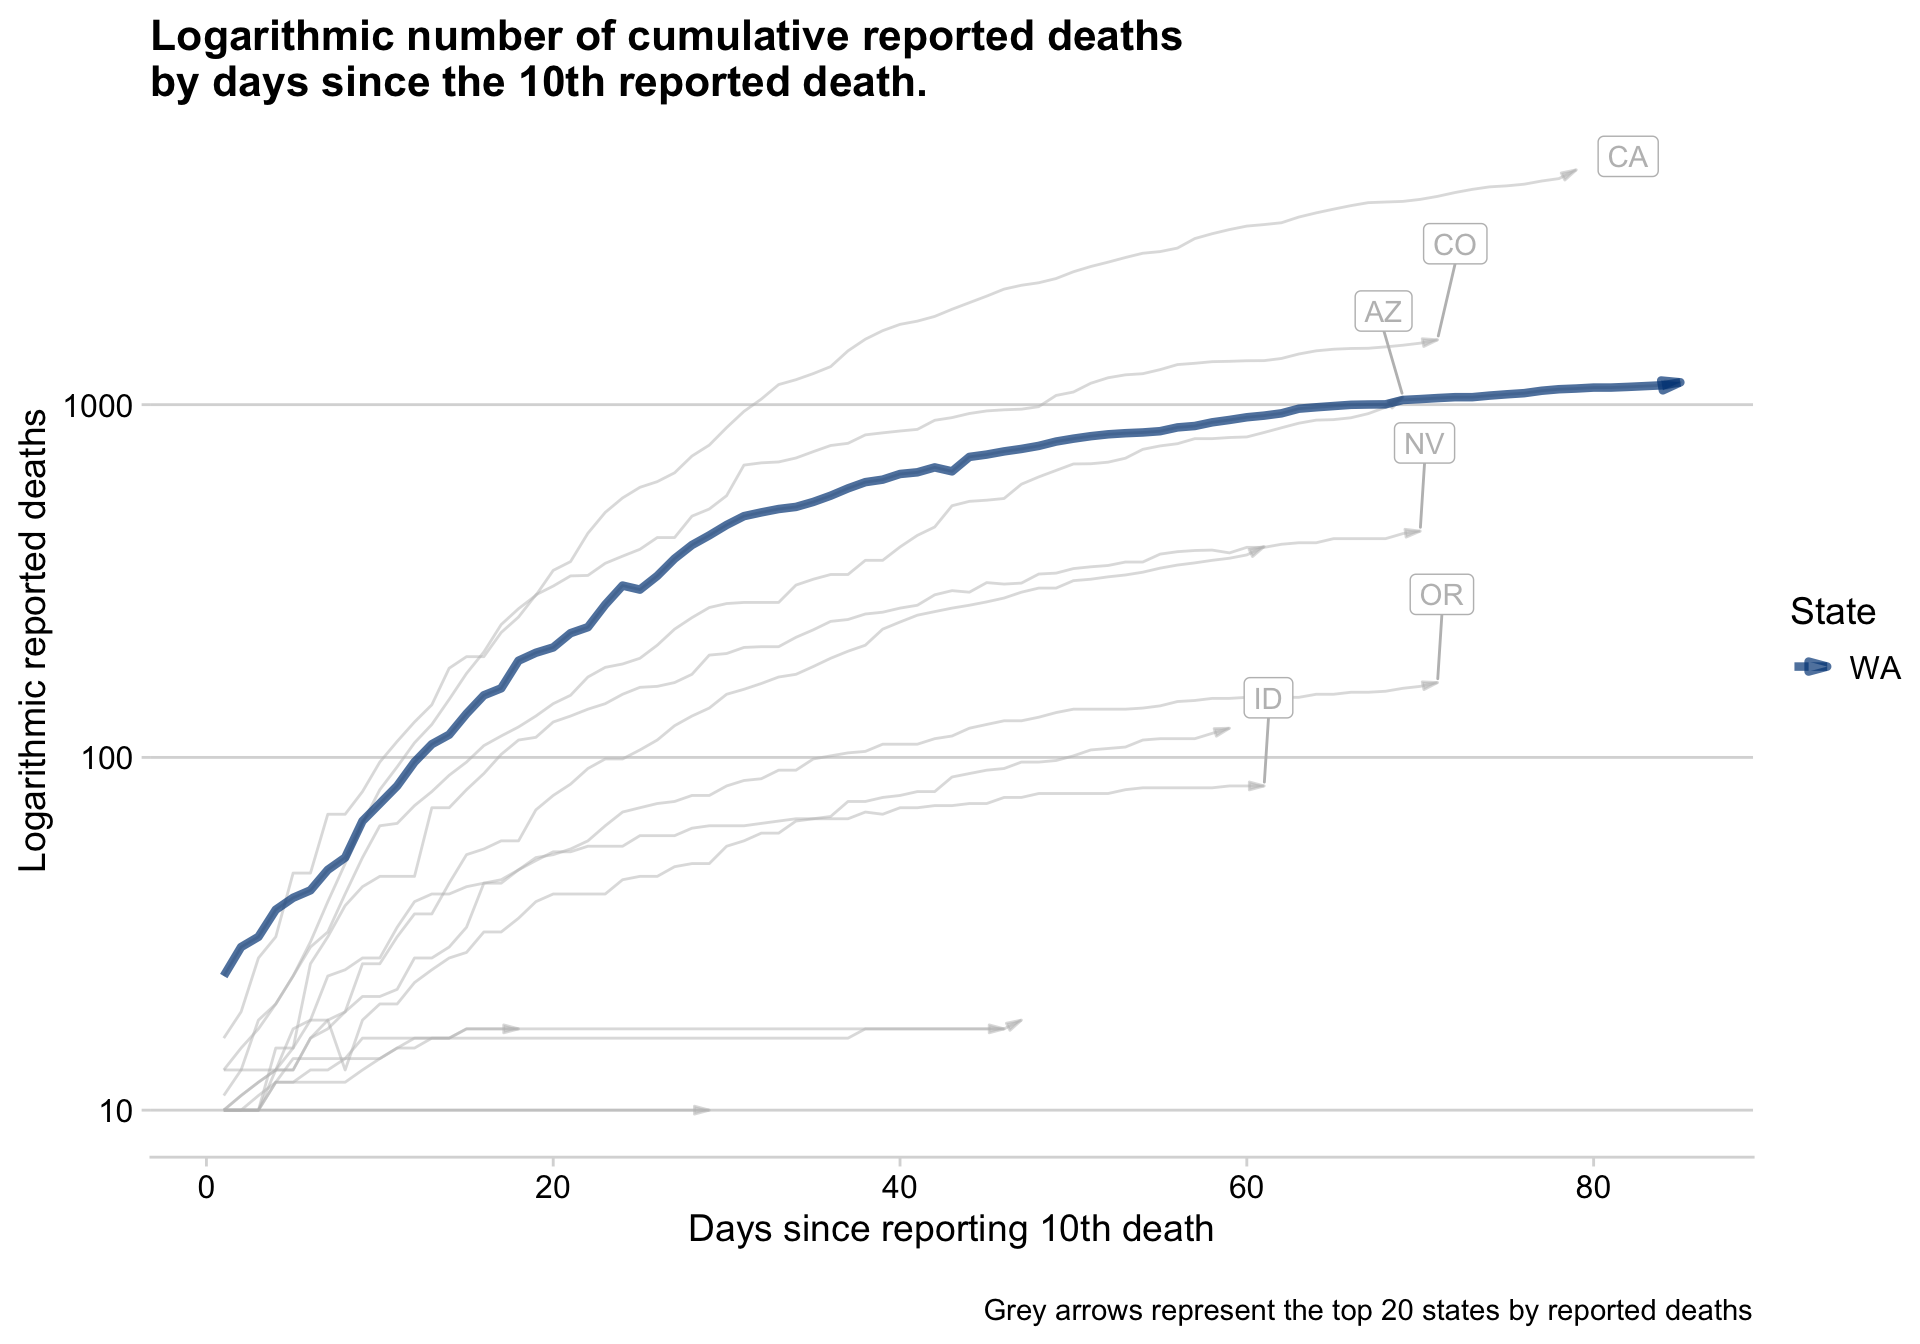 Logarithmic number of cumulative reported deaths
by days since the 10th reported death.
CA
CO
AZ
NV
OR
ID
1000
100
10
Logarithmic reported deaths
0 20 40 60 80
Days since reporting 10th death
State
WA
Grey arrows represent the top 20 states by reported deaths